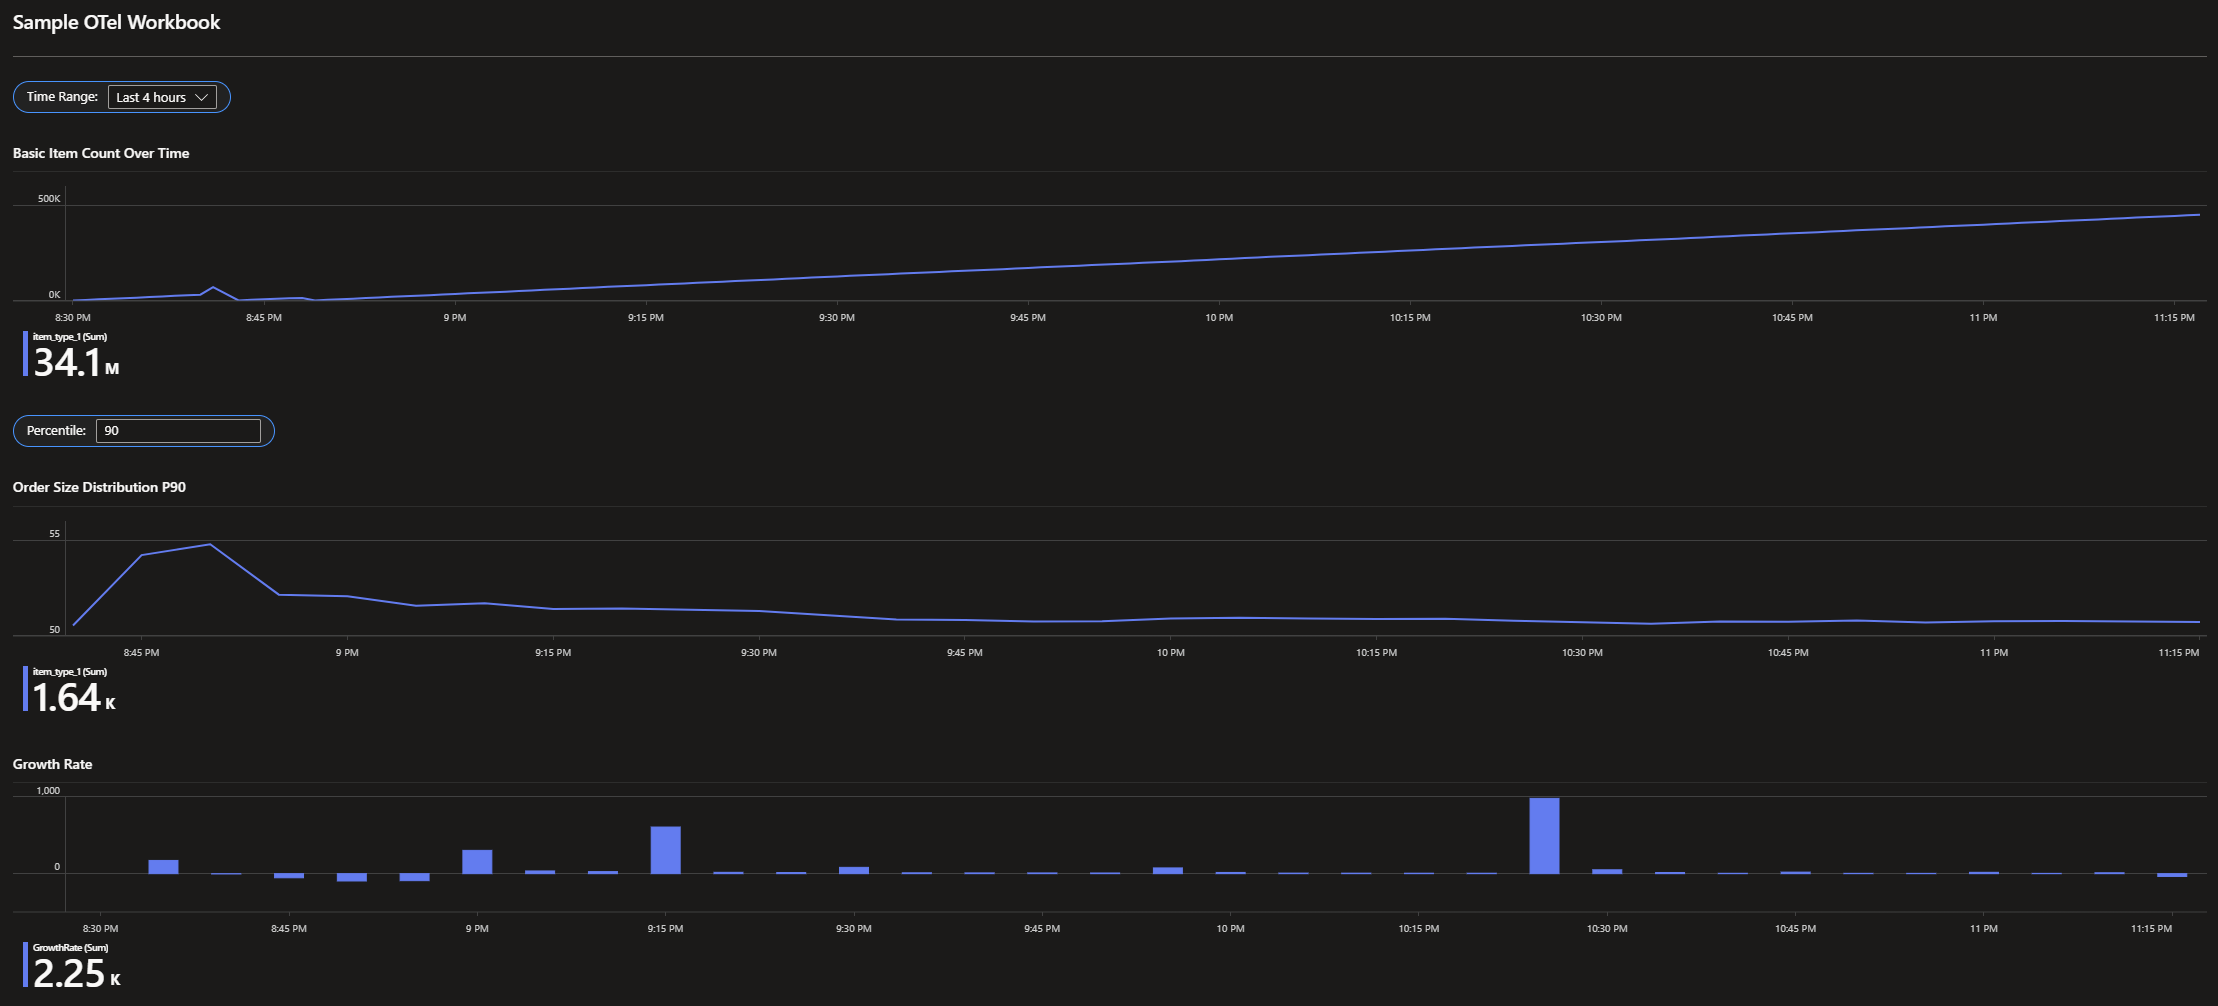 Sample OTel Workbook
Time Range: Last 4 hours
Basic Item Count Over Time
500K
0K
8:30 PM 8:45 PM 9 PM 9:15 PM 9:30 PM 9:45 PM 10 PM 10:15 PM 10:30 PM 10:45 PM 11 PM 11:15 PM
item_type_1 (Sum)
34.1 M
Percentile: 90
Order Size Distribution P90
55
50
8:45 PM 9 PM 9:15 PM 9:30 PM 9:45 PM 10 PM 10:15 PM 10:30 PM 10:45 PM 11 PM 11:15 PM
item_type_1 (Sum)
1.64 K
Growth Rate
1,000
0
8:30 PM 8:45 PM 9 PM 9:15 PM 9:30 PM 9:45 PM 10 PM 10:15 PM 10:30 PM 10:45 PM 11 PM 11:15 PM
GrowthRate (Sum)
2.25 K